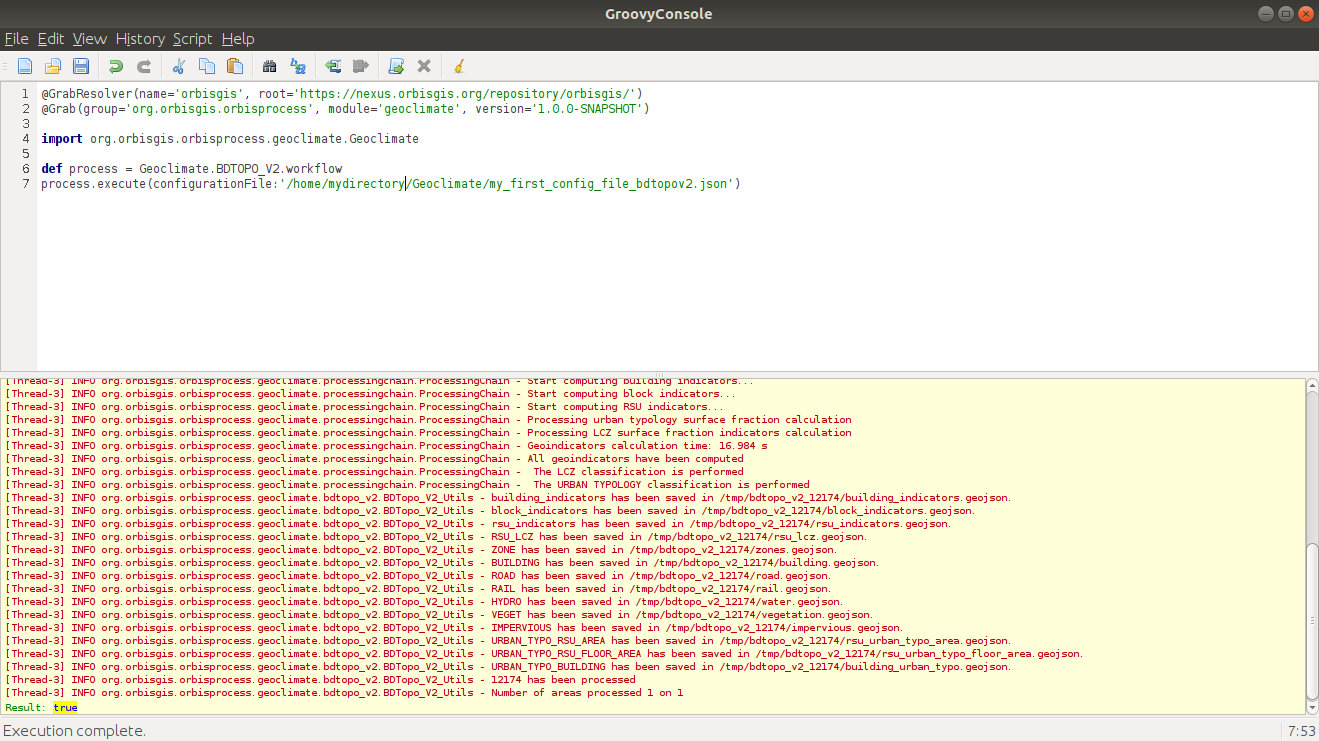 GroovyConsole
File Edit View History Script Help
1 @GrabResolver(name='orbisgis', root='https://nexus.orbisgis.org/repository/orbisgis/')
2 @Grab(group='org.orbisgis.orbisprocess', module='geoclimate', version='1.0.0-SNAPSHOT')
3
4 import org.orbisgis.orbisprocess.geoclimate.Geoclimate
5
6 def process = Geoclimate.BDTOPO_V2.workflow
7 process.execute(configurationFile:'/home/mydirectory/Geoclimate/my_first_config_file_bdtopov2.json')
[Thread-3] INFO org.orbisgis.orbisprocess.geoclimate.processingchain.ProcessingChain - Start computing building indicators...
[Thread-3] INFO org.orbisgis.orbisprocess.geoclimate.processingchain.ProcessingChain - Start computing block indicators...
[Thread-3] INFO org.orbisgis.orbisprocess.geoclimate.processingchain.ProcessingChain - Start computing RSU indicators...
[Thread-3] INFO org.orbisgis.orbisprocess.geoclimate.processingchain.ProcessingChain - Processing urban typology surface fraction calculation
[Thread-3] INFO org.orbisgis.orbisprocess.geoclimate.processingchain.ProcessingChain - Processing LCZ surface fraction indicators calculation
[Thread-3] INFO org.orbisgis.orbisprocess.geoclimate.processingchain.ProcessingChain - Geoindicators calculation time: 16.984 s
[Thread-3] INFO org.orbisgis.orbisprocess.geoclimate.processingchain.ProcessingChain - All geoindicators have been computed
[Thread-3] INFO org.orbisgis.orbisprocess.geoclimate.processingchain.ProcessingChain -  The LCZ classification is performed
[Thread-3] INFO org.orbisgis.orbisprocess.geoclimate.processingchain.ProcessingChain -  The URBAN TYPOLOGY classification is performed
[Thread-3] INFO org.orbisgis.orbisprocess.geoclimate.bdtopo_v2.BDTopo_V2_Utils - building_indicators has been saved in /tmp/bdtopo_v2_12174/building_indicators.geojson.
[Thread-3] INFO org.orbisgis.orbisprocess.geoclimate.bdtopo_v2.BDTopo_V2_Utils - block_indicators has been saved in /tmp/bdtopo_v2_12174/block_indicators.geojson.
[Thread-3] INFO org.orbisgis.orbisprocess.geoclimate.bdtopo_v2.BDTopo_V2_Utils - rsu_indicators has been saved in /tmp/bdtopo_v2_12174/rsu_indicators.geojson.
[Thread-3] INFO org.orbisgis.orbisprocess.geoclimate.bdtopo_v2.BDTopo_V2_Utils - RSU_LCZ has been saved in /tmp/bdtopo_v2_12174/rsu_lcz.geojson.
[Thread-3] INFO org.orbisgis.orbisprocess.geoclimate.bdtopo_v2.BDTopo_V2_Utils - ZONE has been saved in /tmp/bdtopo_v2_12174/zones.geojson.
[Thread-3] INFO org.orbisgis.orbisprocess.geoclimate.bdtopo_v2.BDTopo_V2_Utils - BUILDING has been saved in /tmp/bdtopo_v2_12174/building.geojson.
[Thread-3] INFO org.orbisgis.orbisprocess.geoclimate.bdtopo_v2.BDTopo_V2_Utils - ROAD has been saved in /tmp/bdtopo_v2_12174/road.geojson.
[Thread-3] INFO org.orbisgis.orbisprocess.geoclimate.bdtopo_v2.BDTopo_V2_Utils - RAIL has been saved in /tmp/bdtopo_v2_12174/rail.geojson.
[Thread-3] INFO org.orbisgis.orbisprocess.geoclimate.bdtopo_v2.BDTopo_V2_Utils - HYDRO has been saved in /tmp/bdtopo_v2_12174/water.geojson.
[Thread-3] INFO org.orbisgis.orbisprocess.geoclimate.bdtopo_v2.BDTopo_V2_Utils - VEGET has been saved in /tmp/bdtopo_v2_12174/vegetation.geojson.
[Thread-3] INFO org.orbisgis.orbisprocess.geoclimate.bdtopo_v2.BDTopo_V2_Utils - IMPERVIOUS has been saved in /tmp/bdtopo_v2_12174/impervious.geojson.
[Thread-3] INFO org.orbisgis.orbisprocess.geoclimate.bdtopo_v2.BDTopo_V2_Utils - URBAN_TYPO_RSU_AREA has been saved in /tmp/bdtopo_v2_12174/rsu_urban_typo_area.geojson.
[Thread-3] INFO org.orbisgis.orbisprocess.geoclimate.bdtopo_v2.BDTopo_V2_Utils - URBAN_TYPO_RSU_FLOOR_AREA has been saved in /tmp/bdtopo_v2_12174/rsu_urban_typo_floor_area.geojson.
[Thread-3] INFO org.orbisgis.orbisprocess.geoclimate.bdtopo_v2.BDTopo_V2_Utils - URBAN_TYPO_BUILDING has been saved in /tmp/bdtopo_v2_12174/building_urban_typo.geojson.
[Thread-3] INFO org.orbisgis.orbisprocess.geoclimate.bdtopo_v2.BDTopo_V2_Utils - 12174 has been processed
[Thread-3] INFO org.orbisgis.orbisprocess.geoclimate.bdtopo_v2.BDTopo_V2_Utils - Number of areas processed 1 on 1
Result: true
Execution complete. 7:53